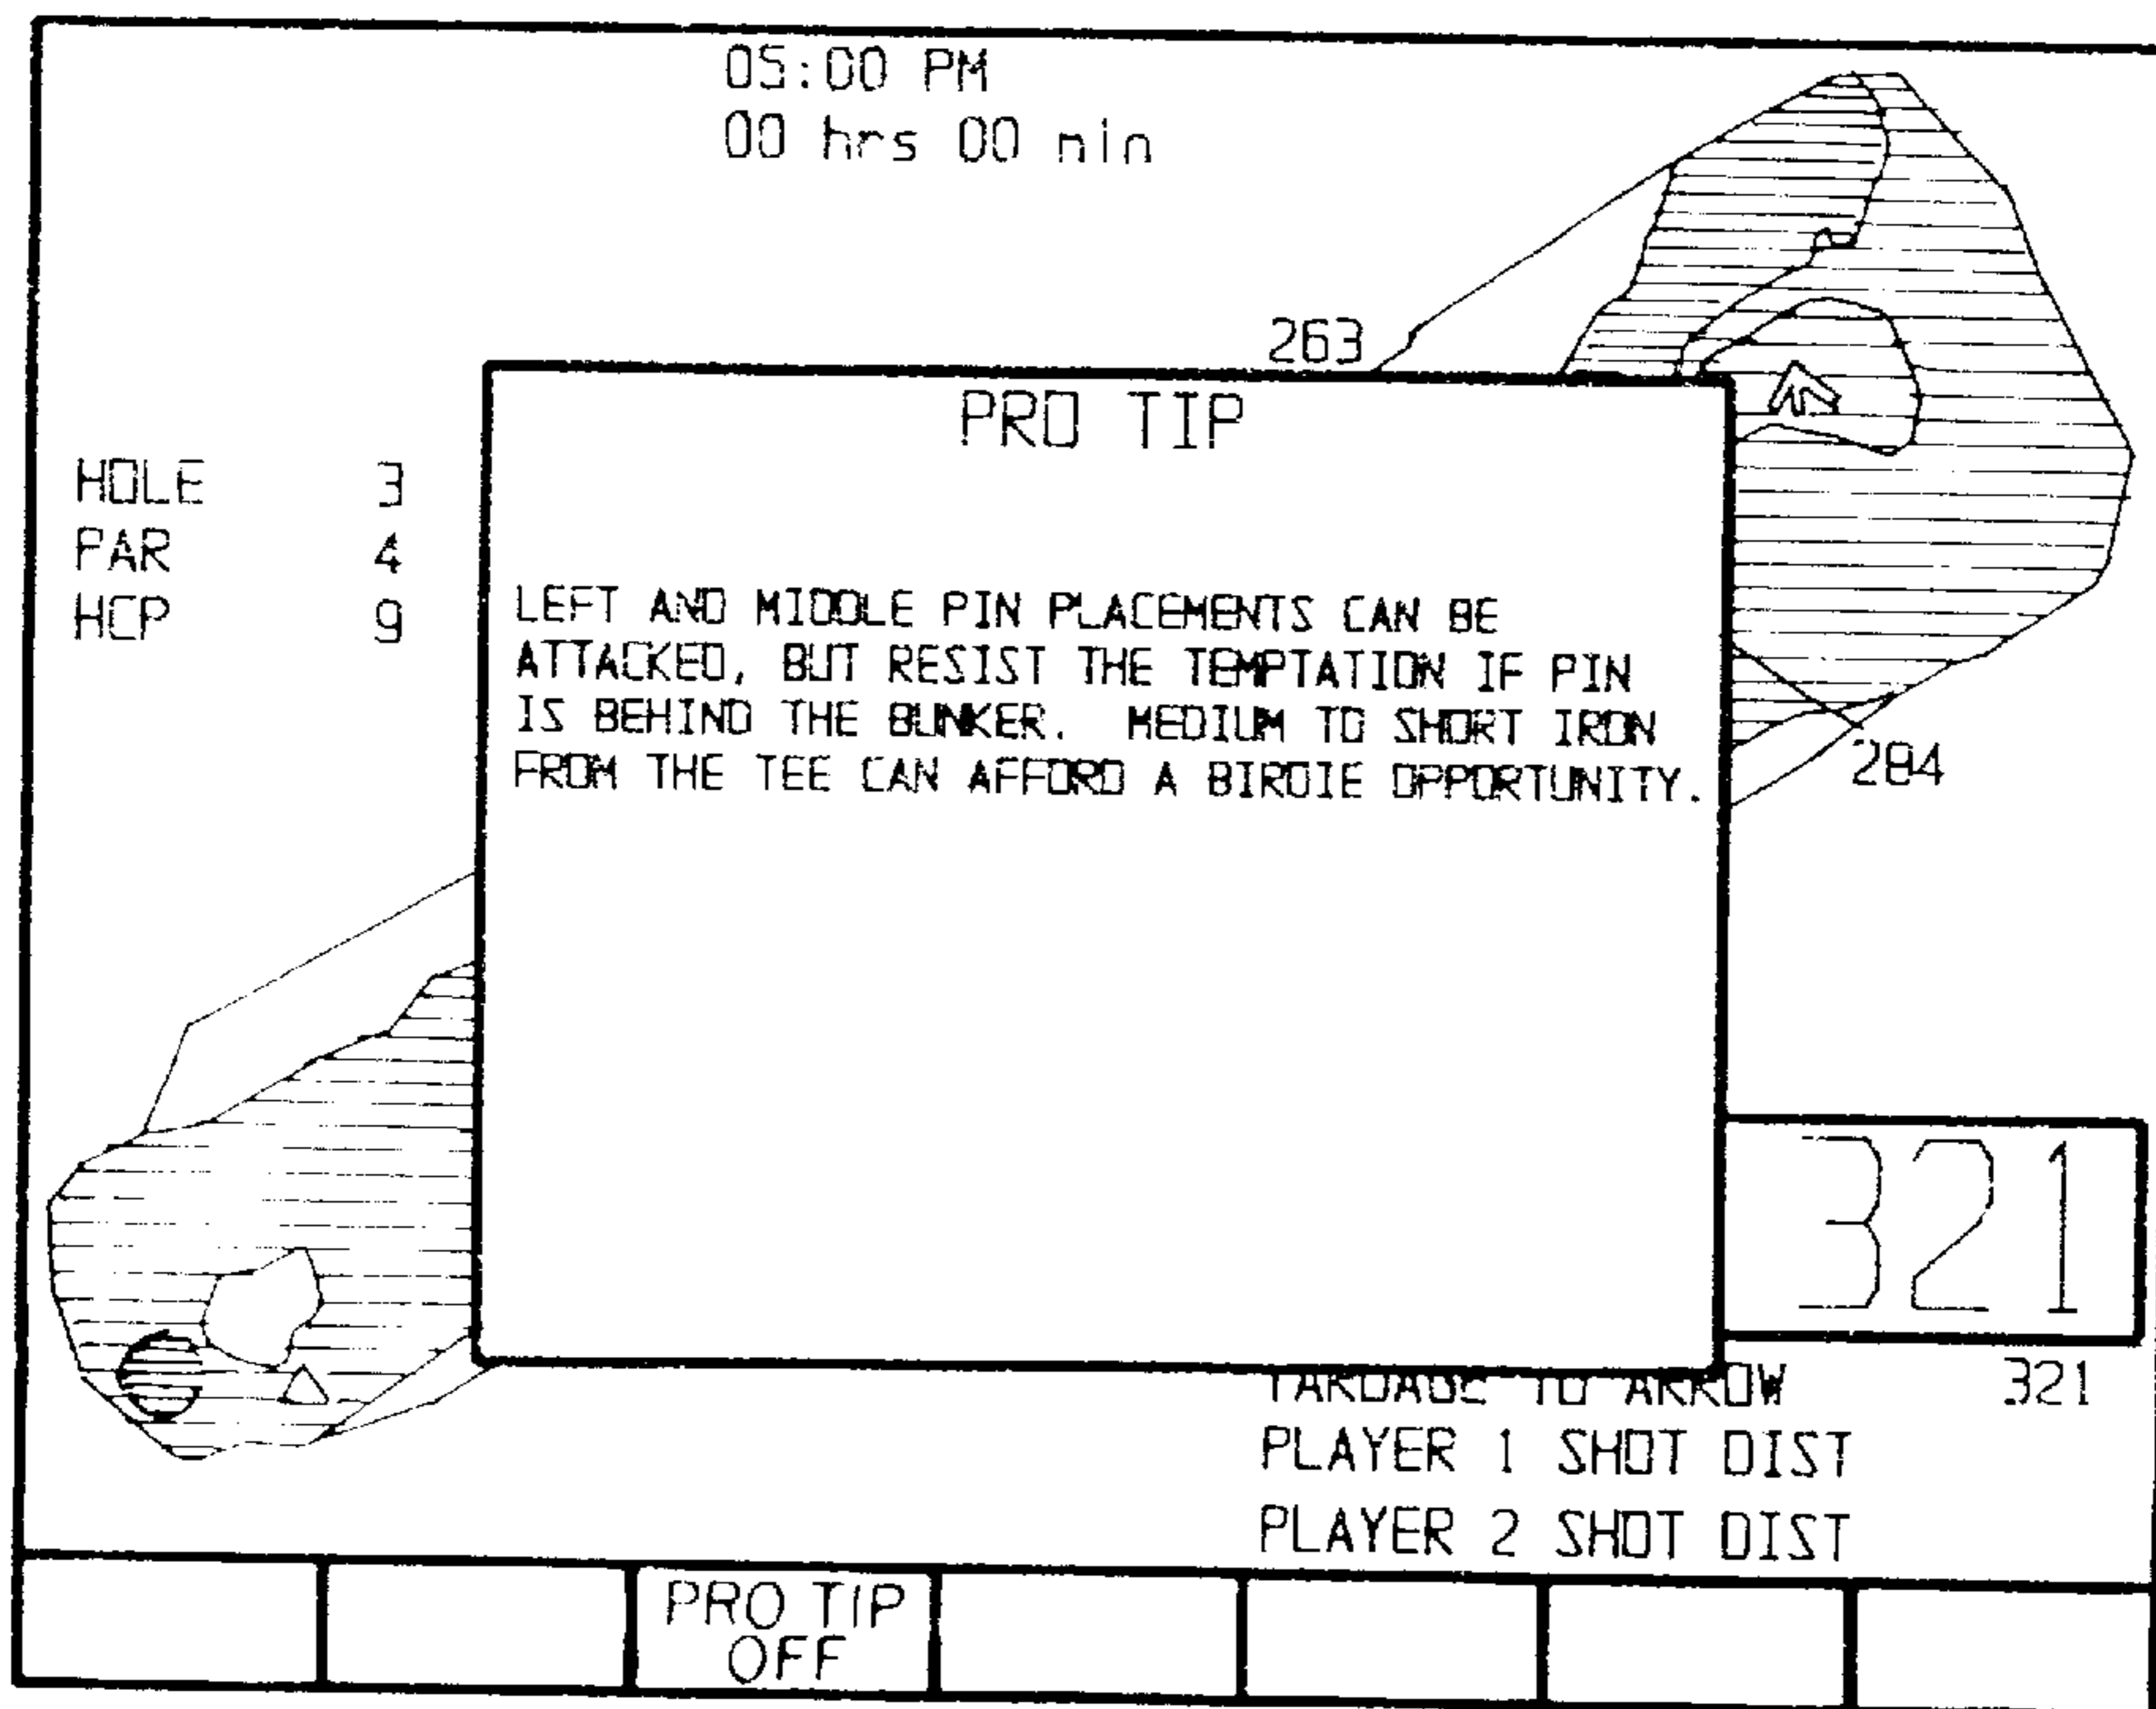 05:00 PM
00 hrs 00 min
263
PRO TIP
HOLE 3
PAR 4
HCP 9
LEFT AND MIDDLE PIN PLACEMENTS CAN BE
ATTACKED, BUT RESIST THE TEMPTATION IF PIN
IS BEHIND THE BUNKER. MEDIUM TO SHORT IRON
FROM THE TEE CAN AFFORD A BIRDIE OPPORTUNITY.
284
321
YARDAGE TO ARROW 321
PLAYER 1 SHOT DIST
PLAYER 2 SHOT DIST
PRO TIP
OFF